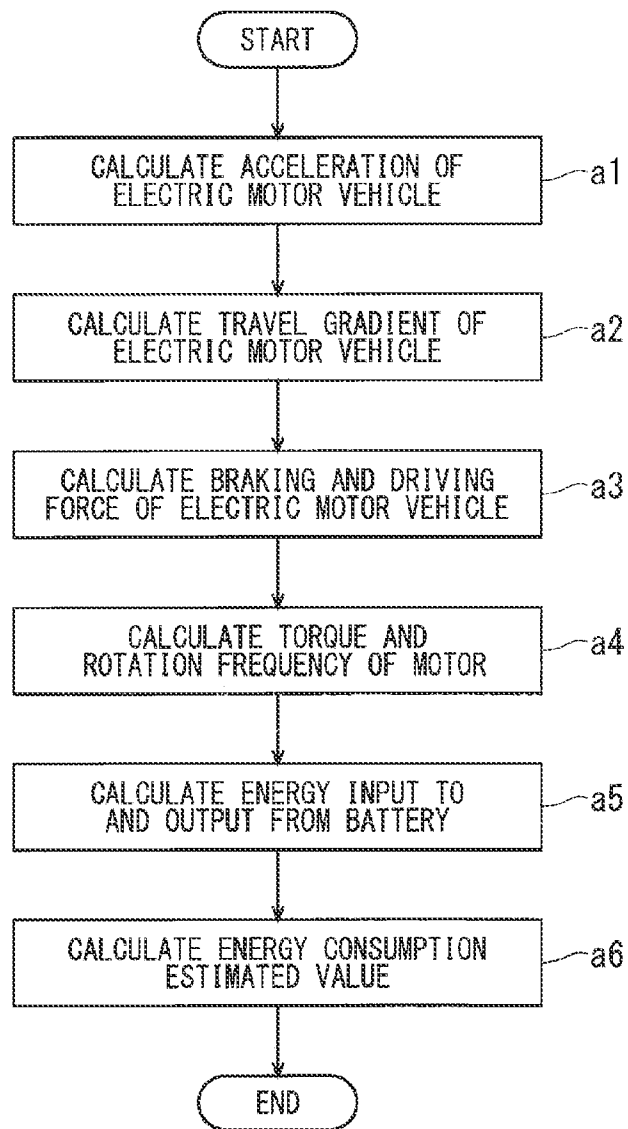 START
CALCULATE ACCELERATION OF
ELECTRIC MOTOR VEHICLE
a1
CALCULATE TRAVEL GRADIENT OF
ELECTRIC MOTOR VEHICLE
a2
CALCULATE BRAKING AND DRIVING
FORCE OF ELECTRIC MOTOR VEHICLE
a3
CALCULATE TORQUE AND
ROTATION FREQUENCY OF MOTOR
a4
CALCULATE ENERGY INPUT TO
AND OUTPUT FROM BATTERY
a5
CALCULATE ENERGY CONSUMPTION
ESTIMATED VALUE
a6
END